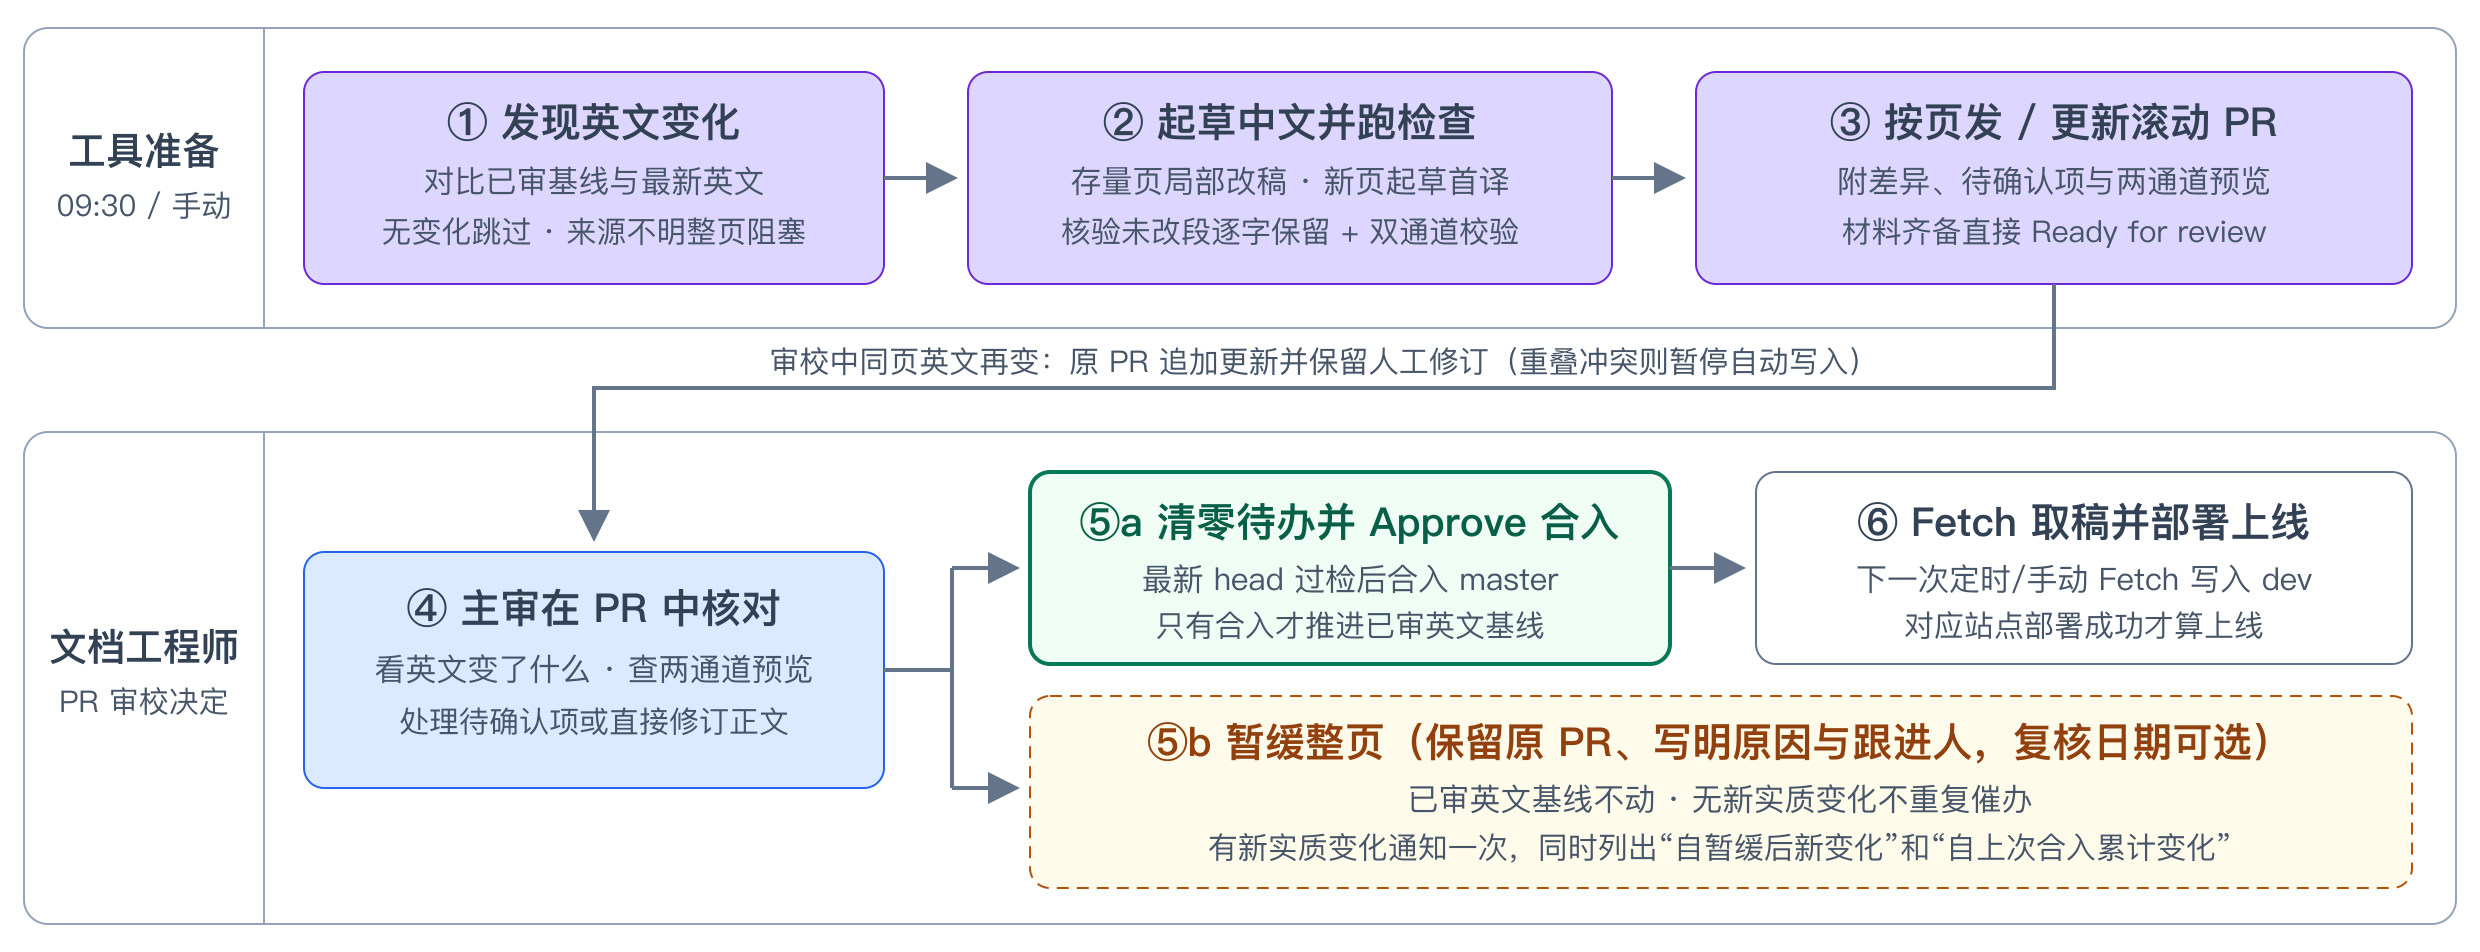 工具准备
09:30 / 手动
① 发现英文变化
对比已审基线与最新英文
无变化跳过 · 来源不明整页阻塞
② 起草中文并跑检查
存量页局部改稿 · 新页起草首译
核验未改段逐字保留 + 双通道校验
③ 按页发 / 更新滚动 PR
附差异、待确认项与两通道预览
材料齐备直接 Ready for review
审校中同页英文再变：原 PR 追加更新并保留人工修订（重叠冲突则暂停自动写入）
文档工程师
PR 审校决定
④ 主审在 PR 中核对
看英文变了什么 · 查两通道预览
处理待确认项或直接修订正文
⑤a 清零待办并 Approve 合入
最新 head 过检后合入 master
只有合入才推进已审英文基线
⑥ Fetch 取稿并部署上线
下一次定时/手动 Fetch 写入 dev
对应站点部署成功才算上线
⑤b 暂缓整页（保留原 PR、写明原因与跟进人，复核日期可选）
已审英文基线不动 · 无新实质变化不重复催办
有新实质变化通知一次，同时列出“自暂缓后新变化”和“自上次合入累计变化”